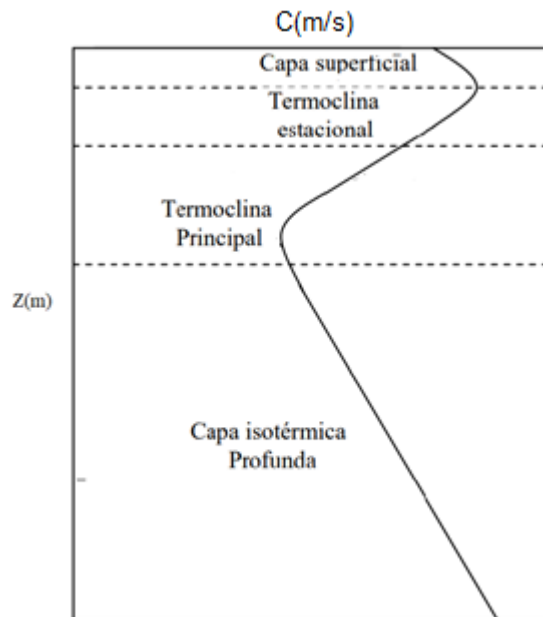 C(m/s)
Capa superficial
Termoclina
estacional
Termoclina
Principal
Z(m)
Capa isotérmica
Profunda